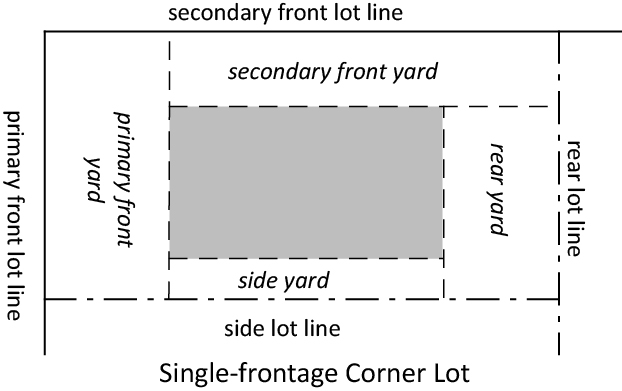 secondary front lot line
secondary front yard
primary front lot line
primary front
yard
rear yard
rear lot line
side yard
side lot line
Single-frontage Corner Lot